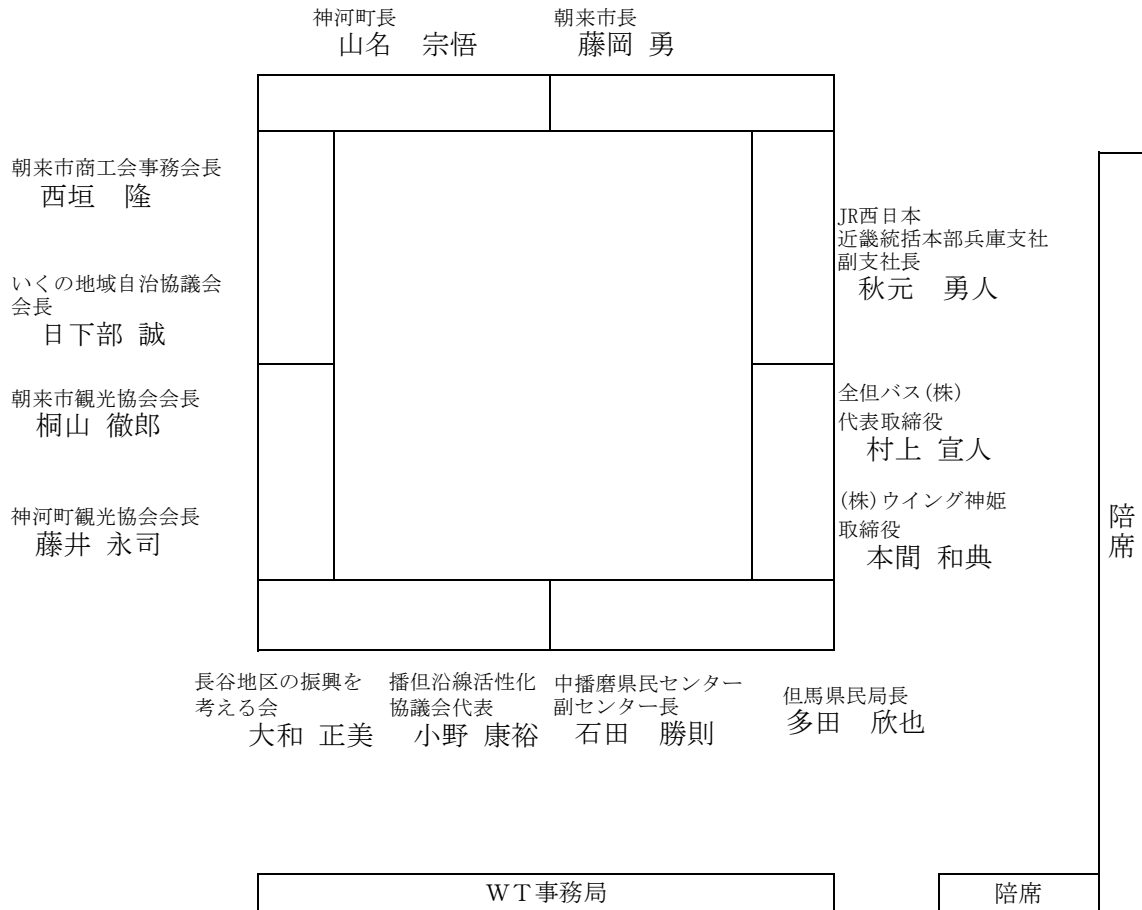 神河町長
山名　宗悟
朝来市長
藤岡 勇
朝来市商工会事務会長
西垣　隆
いくの地域自治協議会
会長
日下部 誠
朝来市観光協会会長
桐山 徹郎
神河町観光協会会長
藤井 永司
JR西日本
近畿統括本部兵庫支社
副支社長
秋元　勇人
全但バス(株)
代表取締役
村上 宣人
(株)ウイング神姫
取締役
本間 和典
陪席
長谷地区の振興を
考える会
大和 正美
播但沿線活性化
協議会代表
小野 康裕
中播磨県民センター
副センター長
石田　勝則
但馬県民局長
多田　欣也
ＷＴ事務局
陪席